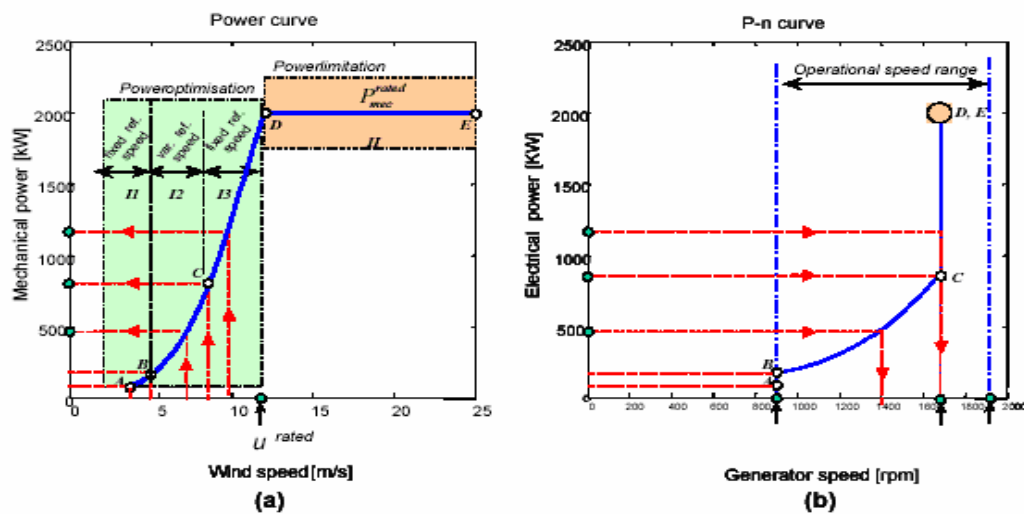 Power curve
2500
2000
1500
1000
500
0
Mechanical power [kW]
Powerlimitation
Poweroptimisation
P mec rated
fixed ref. speed
var. ref. speed
fixed ref. speed
I1
I2
I3
II
A
B
C
D
E
0
5
10
15
20
25
u rated
Wind speed [m/s]
(a)
P-n curve
2500
2000
1500
1000
500
0
Electrical power [KW]
Operational speed range
D, E
C
B
A
0
200
400
600
800
1000
1200
1400
1600
1800
Generator speed [rpm]
(b)